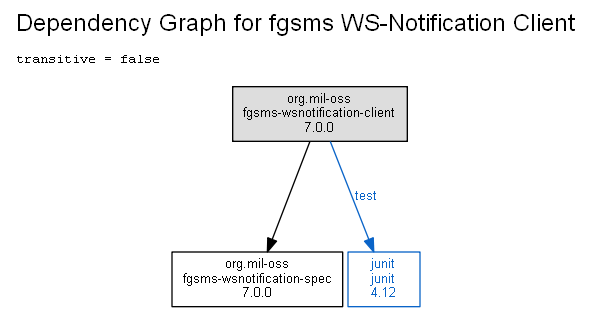 Dependency Graph for fgsms WS-Notification Client
transitive = false
org.mil-oss
fgsms-wsnotification-client
7.0.0
test
org.mil-oss
fgsms-wsnotification-spec
7.0.0
junit
junit
4.12